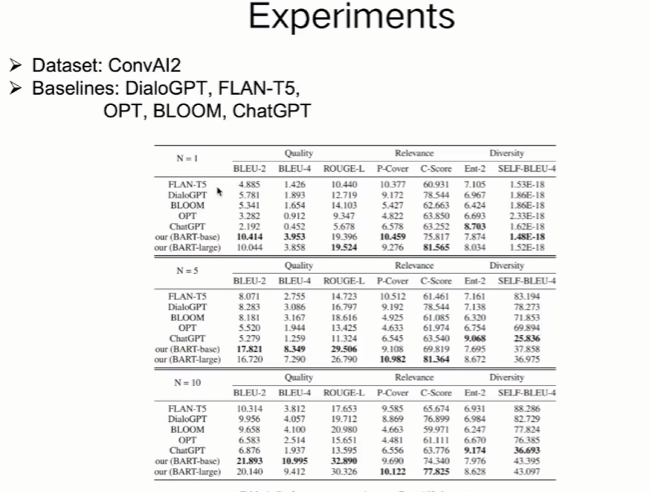 Experiments
➢ Dataset: ConvAI2
➢ Baselines: DialoGPT, FLAN-T5,
OPT, BLOOM, ChatGPT
N = 1 Quality Relevance Diversity
BLEU-2 BLEU-4 ROUGE-L P-Cover C-Score Ent-2 SELF-BLEU-4
FLAN-T5 4.885 1.426 10.440 10.377 60.931 7.105 1.53E-18
DialoGPT 5.781 1.893 12.719 9.172 78.544 6.967 1.86E-18
BLOOM 5.341 1.654 14.103 5.427 62.663 6.424 1.86E-18
OPT 3.282 0.912 9.347 4.822 63.850 6.693 2.33E-18
ChatGPT 2.192 0.452 5.678 6.578 63.252 8.703 1.62E-18
our (BART-base) 10.414 3.953 19.396 10.459 75.817 7.874 1.48E-18
our (BART-large) 10.044 3.858 19.524 9.276 81.565 8.034 1.52E-18
N = 5 Quality Relevance Diversity
BLEU-2 BLEU-4 ROUGE-L P-Cover C-Score Ent-2 SELF-BLEU-4
FLAN-T5 8.071 2.755 14.723 10.512 61.461 7.161 83.194
DialoGPT 8.283 3.086 16.797 9.192 78.544 7.138 78.273
BLOOM 8.181 3.167 18.616 4.925 61.085 6.320 71.853
OPT 5.520 1.944 13.425 4.633 61.974 6.754 69.894
ChatGPT 5.279 1.259 11.324 6.545 63.540 9.068 25.836
our (BART-base) 17.821 8.349 29.506 9.108 69.819 7.695 37.858
our (BART-large) 16.720 7.290 26.790 10.982 81.364 8.672 36.975
N = 10 Quality Relevance Diversity
BLEU-2 BLEU-4 ROUGE-L P-Cover C-Score Ent-2 SELF-BLEU-4
FLAN-T5 10.314 3.812 17.653 9.585 65.674 6.931 88.286
DialoGPT 9.956 4.057 19.712 8.869 76.899 6.984 82.729
BLOOM 9.658 4.100 20.980 4.663 59.971 6.247 77.824
OPT 6.583 2.514 15.651 4.481 61.111 6.670 76.385
ChatGPT 6.876 1.937 13.595 6.556 63.776 9.174 36.693
our (BART-base) 21.893 10.995 32.890 9.690 74.340 7.976 43.395
our (BART-large) 20.140 9.412 30.326 10.122 77.825 8.628 43.097